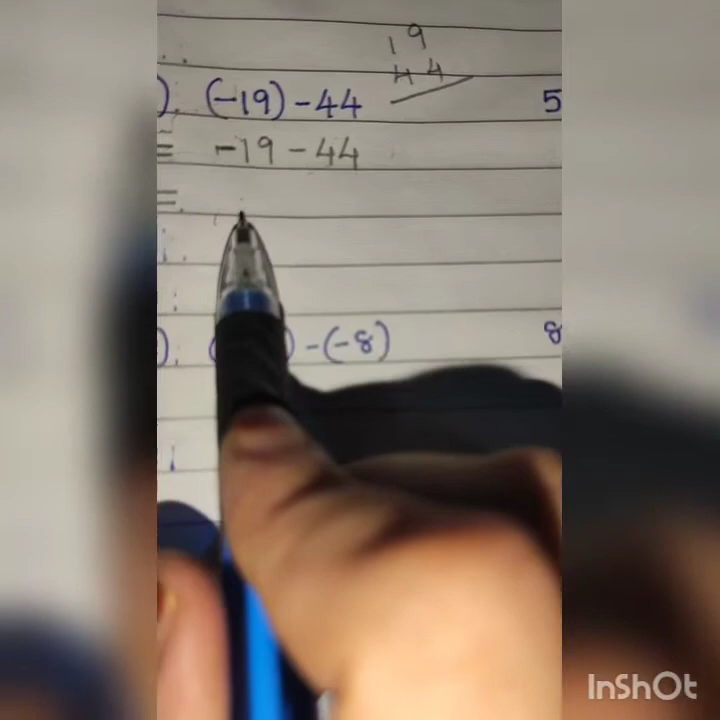 19
44
). (-19) - 44 5
= -19 - 44
=
) - (-8) 8
InShOt